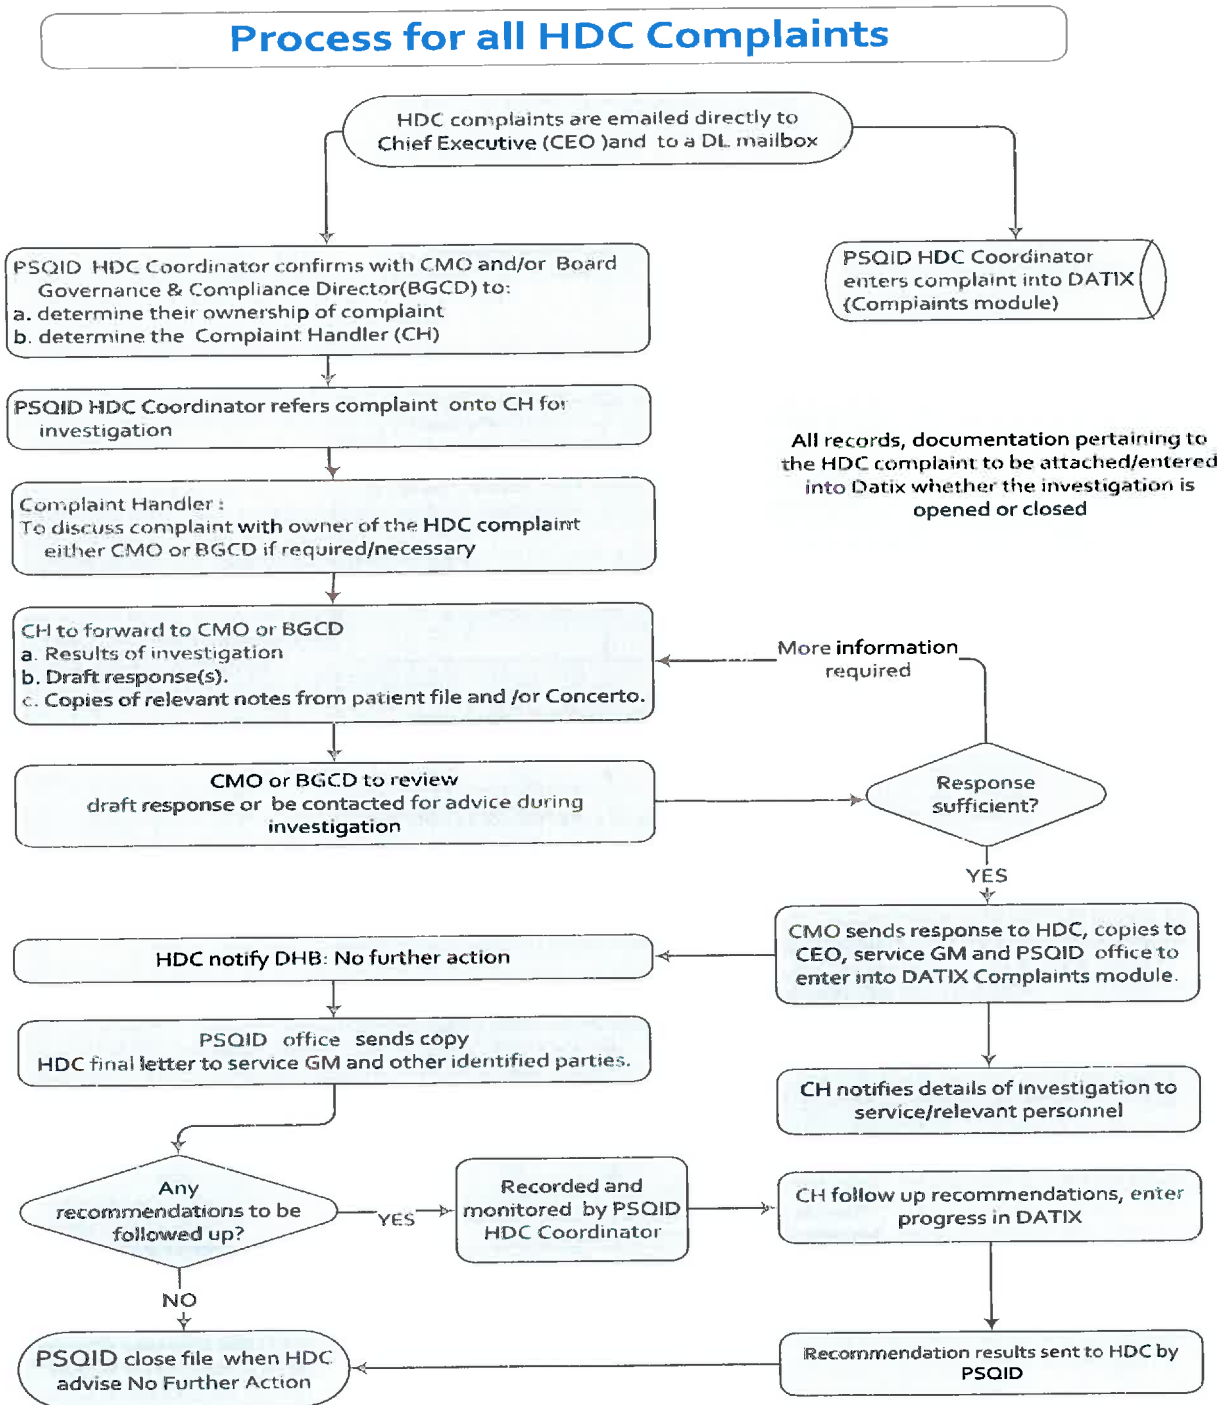 Process for all HDC Complaints
HDC complaints are emailed directly to
Chief Executive (CEO )and to a DL mailbox
PSQID HDC Coordinator confirms with CMO and/or Board
Governance & Compliance Director(BGCD) to:
a. determine their ownership of complaint
b. determine the Complaint Handler (CH)
PSQID HDC Coordinator
enters complaint into DATIX
(Complaints module)
PSQID HDC Coordinator refers complaint onto CH for
investigation
All records, documentation pertaining to
the HDC complaint to be attached/entered
into Datix whether the investigation is
opened or closed
Complaint Handler :
To discuss complaint with owner of the HDC complaint
either CMO or BGCD if required/necessary
CH to forward to CMO or BGCD
a. Results of investigation
b. Draft response(s).
c. Copies of relevant notes from patient file and /or Concerto.
More information
required
CMO or BGCD to review
draft response or be contacted for advice during
investigation
Response
sufficient?
YES
CMO sends response to HDC, copies to
CEO, service GM and PSQID office to
enter into DATIX Complaints module.
HDC notify DHB: No further action
PSQID office sends copy
HDC final letter to service GM and other identified parties.
CH notifies details of investigation to
service/relevant personnel
Any
recommendations to be
followed up?
YES
Recorded and
monitored by PSQID
HDC Coordinator
CH follow up recommendations, enter
progress in DATIX
NO
PSQID close file when HDC
advise No Further Action
Recommendation results sent to HDC by
PSQID